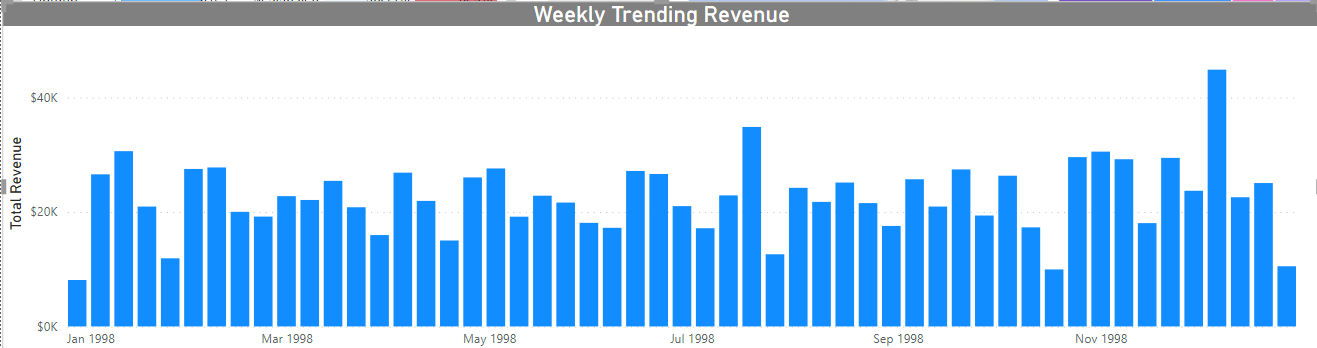 Weekly Trending Revenue
Total Revenue
$40K
$20K
$0K
Jan 1998
Mar 1998
May 1998
Jul 1998
Sep 1998
Nov 1998